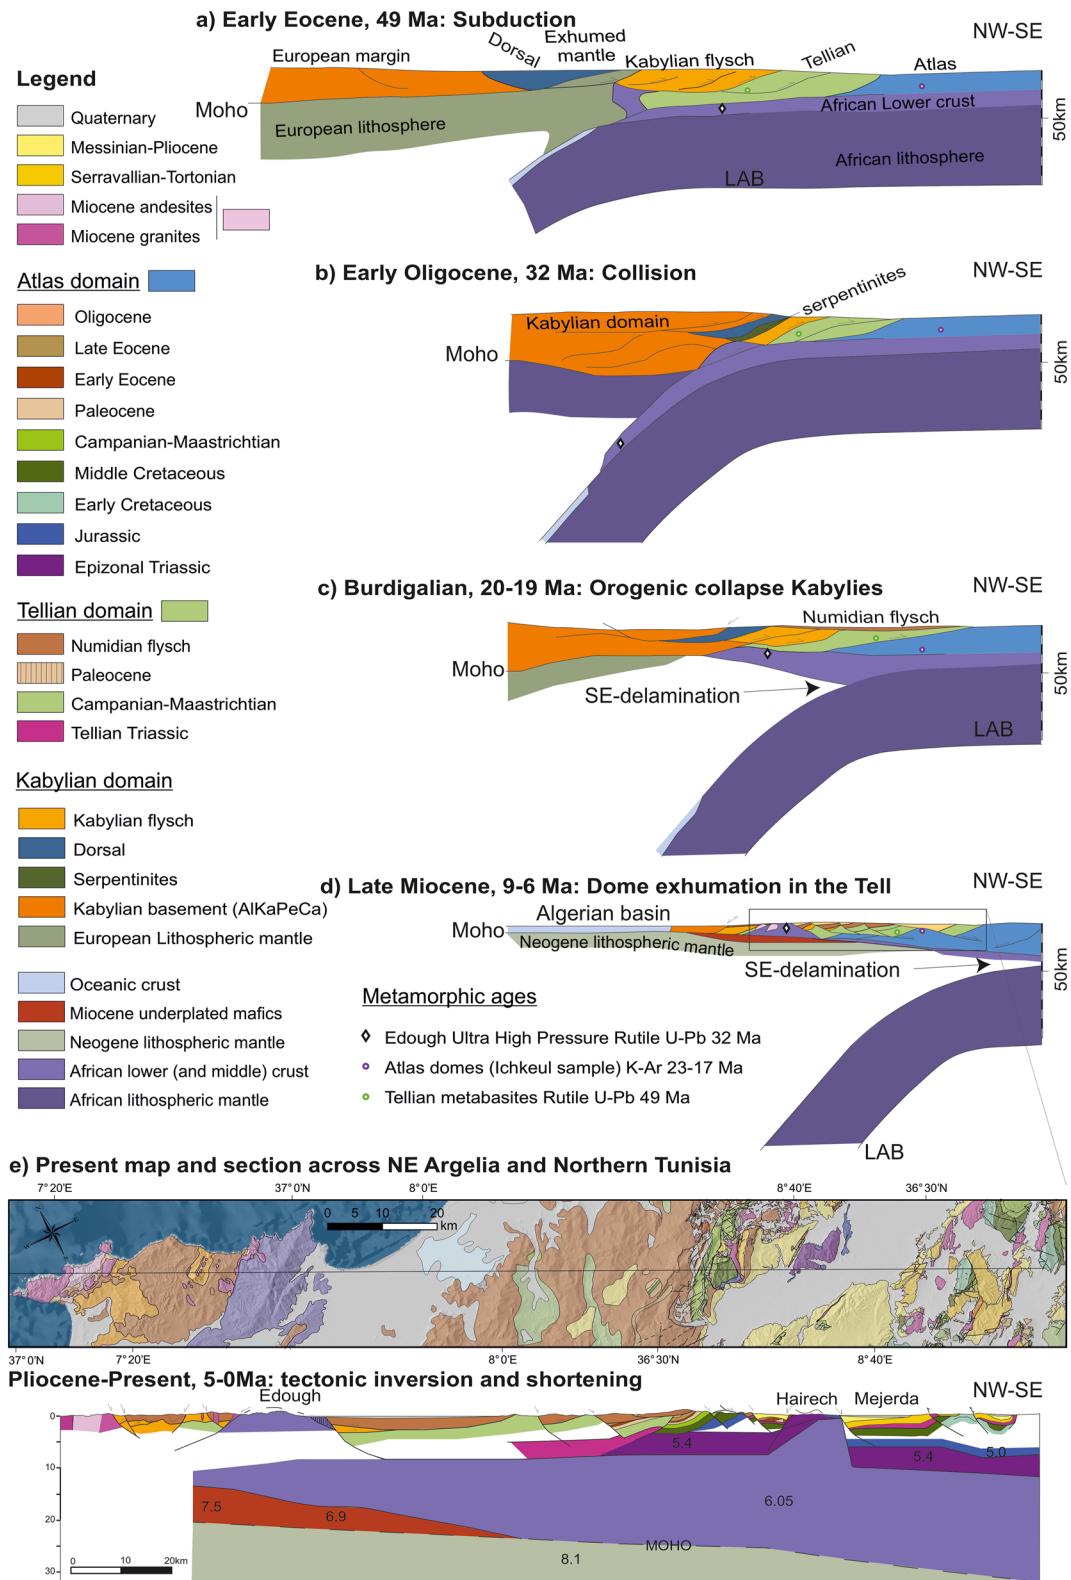 a) Early Eocene, 49 Ma: Subduction
NW-SE
European margin
Dorsal
Exhumed
mantle
Kabylian flysch
Tellian
Atlas
Moho
European lithosphere
African Lower crust
African lithosphere
LAB
50km
Legend
Quaternary
Messinian-Pliocene
Serravallian-Tortonian
Miocene andesites
Miocene granites
Atlas domain
Oligocene
Late Eocene
Early Eocene
Paleocene
Campanian-Maastrichtian
Middle Cretaceous
Early Cretaceous
Jurassic
Epizonal Triassic
Tellian domain
Numidian flysch
Paleocene
Campanian-Maastrichtian
Tellian Triassic
Kabylian domain
Kabylian flysch
Dorsal
Serpentinites
Kabylian basement (AlKaPeCa)
European Lithospheric mantle
Oceanic crust
Miocene underplated mafics
Neogene lithospheric mantle
African lower (and middle) crust
African lithospheric mantle
b) Early Oligocene, 32 Ma: Collision
NW-SE
serpentinites
Kabylian domain
Moho
50km
c) Burdigalian, 20-19 Ma: Orogenic collapse Kabylies
NW-SE
Numidian flysch
Moho
SE-delamination
LAB
50km
d) Late Miocene, 9-6 Ma: Dome exhumation in the Tell
NW-SE
Algerian basin
Moho
Neogene lithospheric mantle
SE-delamination
50km
LAB
Metamorphic ages
Edough Ultra High Pressure Rutile U-Pb 32 Ma
Atlas domes (Ichkeul sample) K-Ar 23-17 Ma
Tellian metabasites Rutile U-Pb 49 Ma
e) Present map and section across NE Argelia and Northern Tunisia
7°20'E
37°0'N
8°0'E
8°40'E
36°30'N
0 5 10 20
km
37°0'N
7°20'E
8°0'E
36°30'N
8°40'E
Pliocene-Present, 5-0Ma: tectonic inversion and shortening
NW-SE
Edough
Hairech
Mejerda
0
10
20
30
5.4
5.4
5.0
6.05
7.5
6.9
MOHO
8.1
0 10 20km